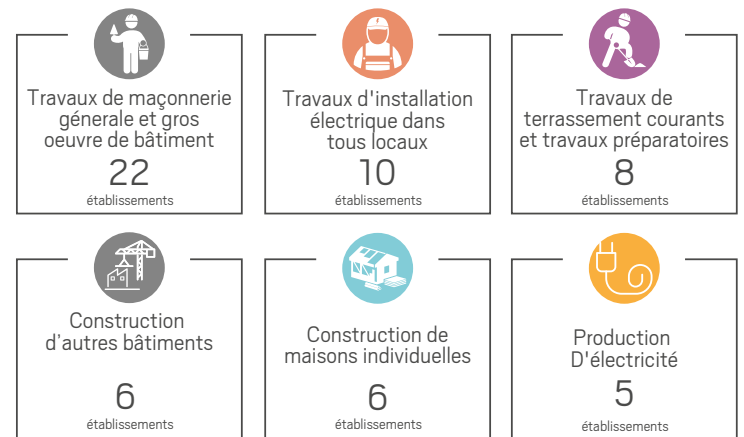 Travaux de maçonnerie
génerale et gros
oeuvre de bâtiment
22
établissements
Travaux d'installation
électrique dans
tous locaux
10
établissements
Travaux de
terrassement courants
et travaux préparatoires
8
établissements
Construction
d'autres bâtiments
6
établissements
Construction de
maisons individuelles
6
établissements
Production
D'électricité
5
établissements